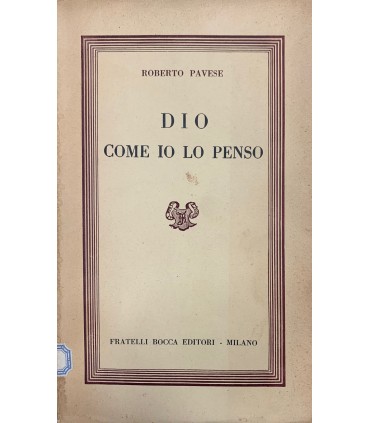 ROBERTO PAVESE
DIO
COME IO LO PENSO
FRATELLI BOCCA EDITORI - MILANO